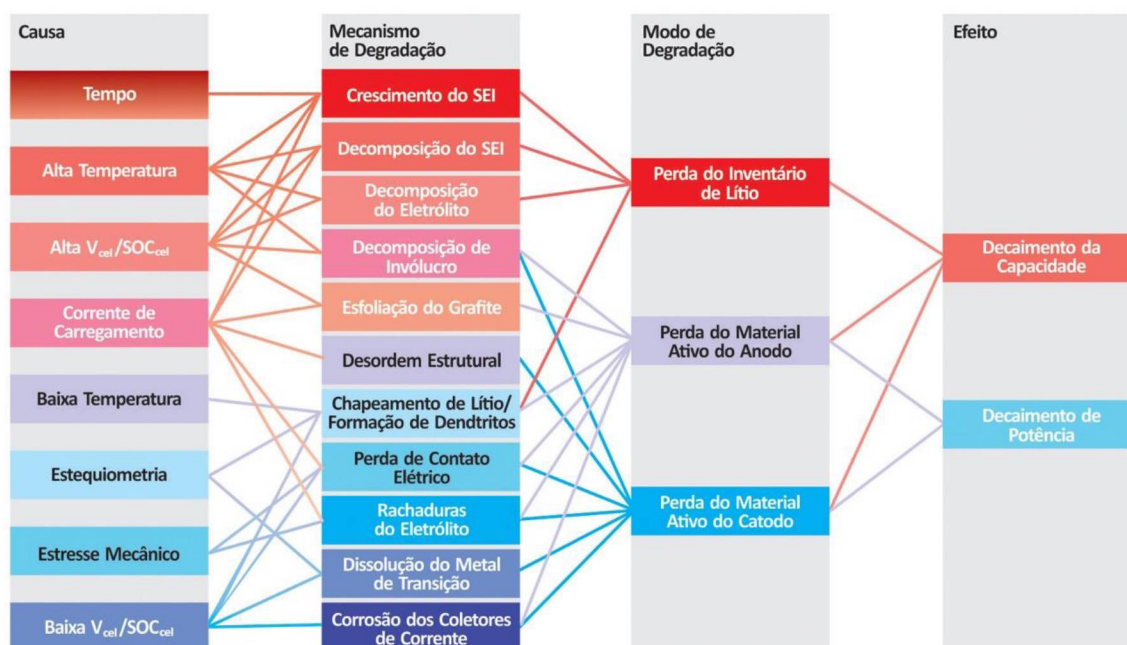 Causa
Tempo
Alta Temperatura
Alta Vcel/SOCcel
Corrente de
Carregamento
Baixa Temperatura
Estequiometria
Estresse Mecânico
Baixa Vcel/SOCcel
Mecanismo
de Degradação
Crescimento do SEI
Decomposição do SEI
Decomposição
do Eletrólito
Decomposição de
Invólucro
Esfoliação do Grafite
Desordem Estrutural
Chapeamento de Lítio/
Formação de Dendtritos
Perda de Contato
Elétrico
Rachaduras
do Eletrólito
Dissolução do Metal
de Transição
Corrosão dos Coletores
de Corrente
Modo de
Degradação
Perda do Inventário
de Lítio
Perda do Material
Ativo do Anodo
Perda do Material
Ativo do Catodo
Efeito
Decaimento da
Capacidade
Decaimento de
Potência